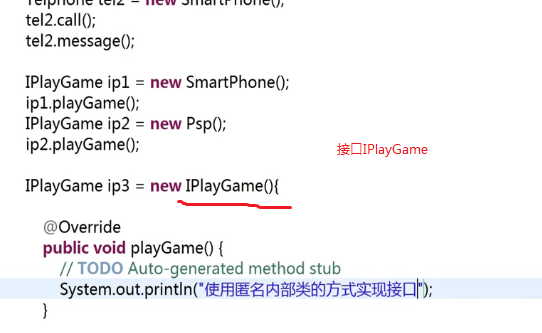 Telphone tel2 = new SmartPhone();
tel2.call();
tel2.message();
IPlayGame ip1 = new SmartPhone();
ip1.playGame();
IPlayGame ip2 = new Psp();
ip2.playGame();
接口IPlayGame
IPlayGame ip3 = new IPlayGame(){
@Override
public void playGame() {
// TODO Auto-generated method stub
System.out.println("使用匿名内部类的方式实现接口");
}